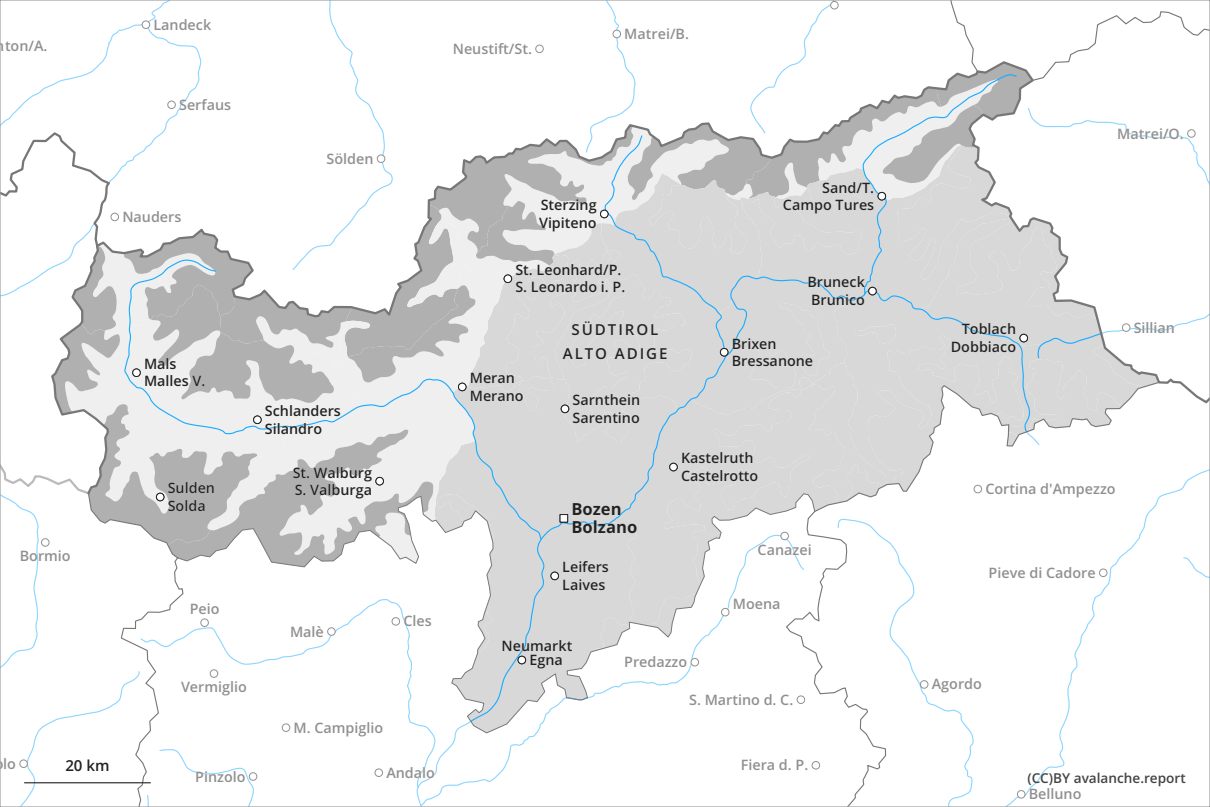 Landeck
Matrei/B.
nton/A.
Neustift/St.
Serfaus
Matrei/O.
Sölden
Sand/T.
Campo Tures
Nauders
Sterzing
Vipiteno
St. Leonhard/P.
S. Leonardo i. P.
Bruneck
Brunico
SÜDTIROL
ALTO ADIGE
Toblach
Dobbiaco
Sillian
Brixen
Bressanone
Mals
Malles V.
Meran
Merano
Sarnthein
Sarentino
Schlanders
Silandro
Kastelruth
Castelrotto
St. Walburg
S. Valburga
Sulden
Solda
Cortina d'Ampezzo
Bozen
Bolzano
Bormio
Canazei
Leifers
Laives
Pieve di Cadore
Peio
Moena
Malè
Cles
Neumarkt
Egna
Predazzo
Vermiglio
Agordo
S. Martino d. C.
M. Campiglio
olo
20 km
Pinzolo
Andalo
Fiera d. P.
(CC)BY avalanche.report
Belluno